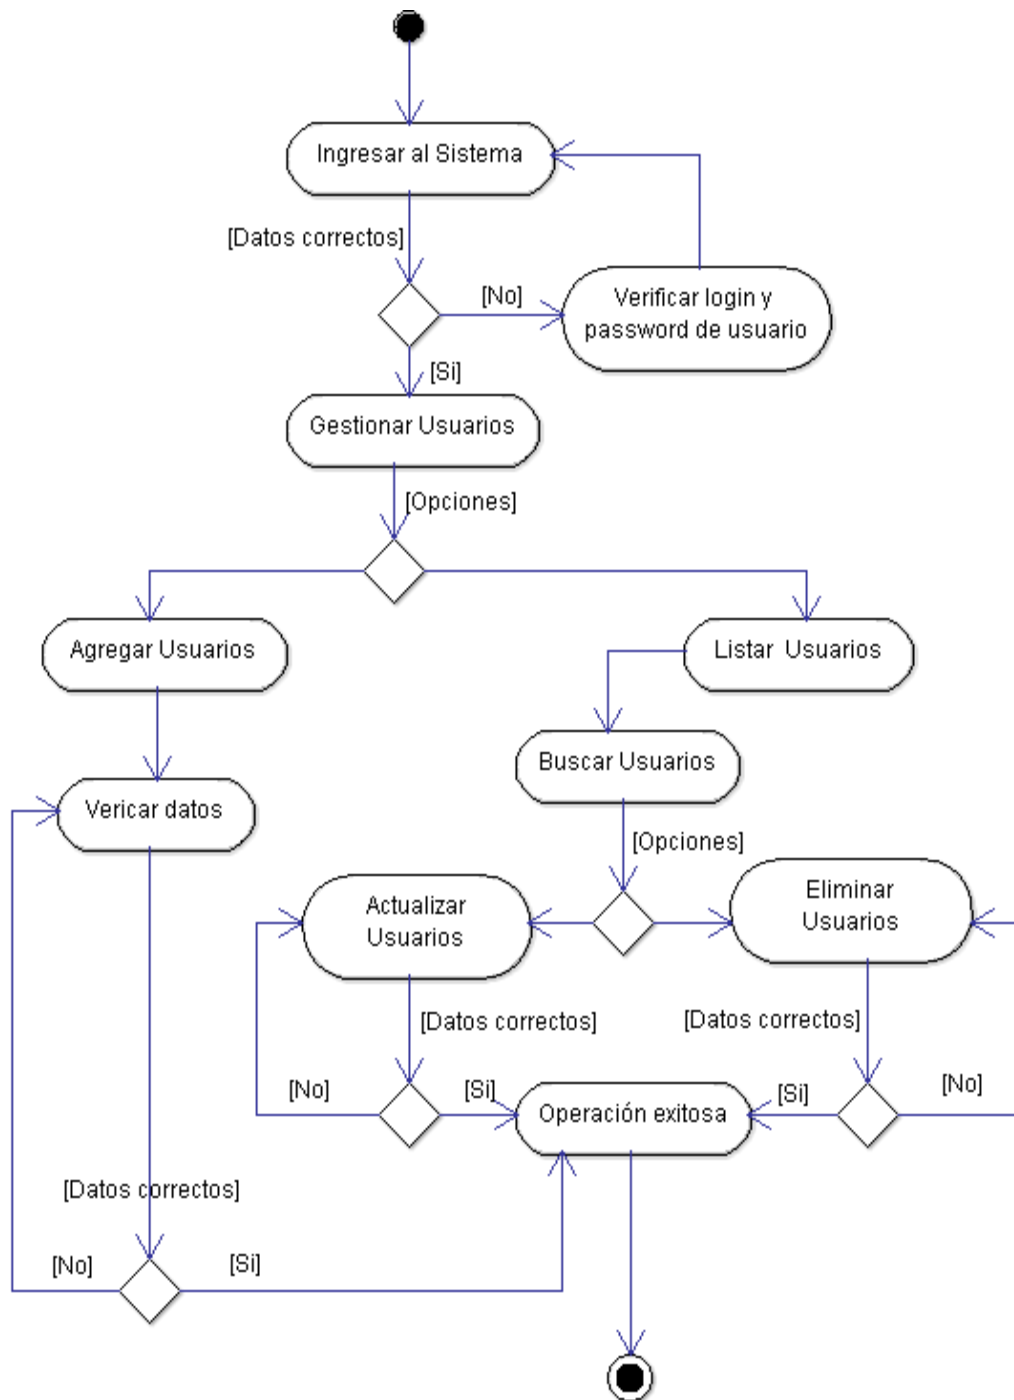 Ingresar al Sistema
[Datos correctos]
[No]
Verificar login y
password de usuario
[Si]
Gestionar Usuarios
[Opciones]
Agregar Usuarios
Listar Usuarios
Buscar Usuarios
Vericar datos
[Opciones]
Actualizar
Usuarios
Eliminar
Usuarios
[Datos correctos]
[Datos correctos]
[No]
[Si]
Operación exitosa
[Si]
[No]
[Datos correctos]
[No]
[Si]